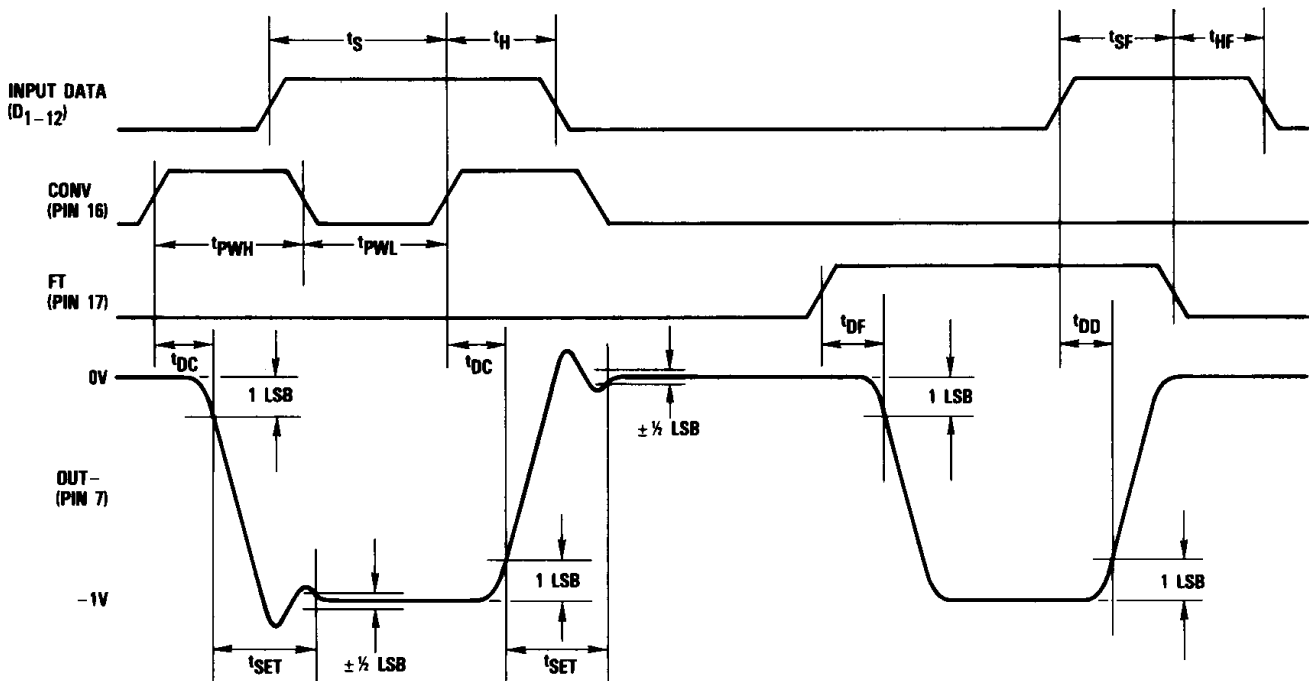 tS
tH
tSF
tHF
INPUT DATA
(D1–12)
CONV
(PIN 16)
tPWH
tPWL
FT
(PIN 17)
tDC
tDC
tDF
tDD
0V
1 LSB
1 LSB
± ½ LSB
OUT–
(PIN 7)
1 LSB
1 LSB
–1V
tSET
± ½ LSB
tSET